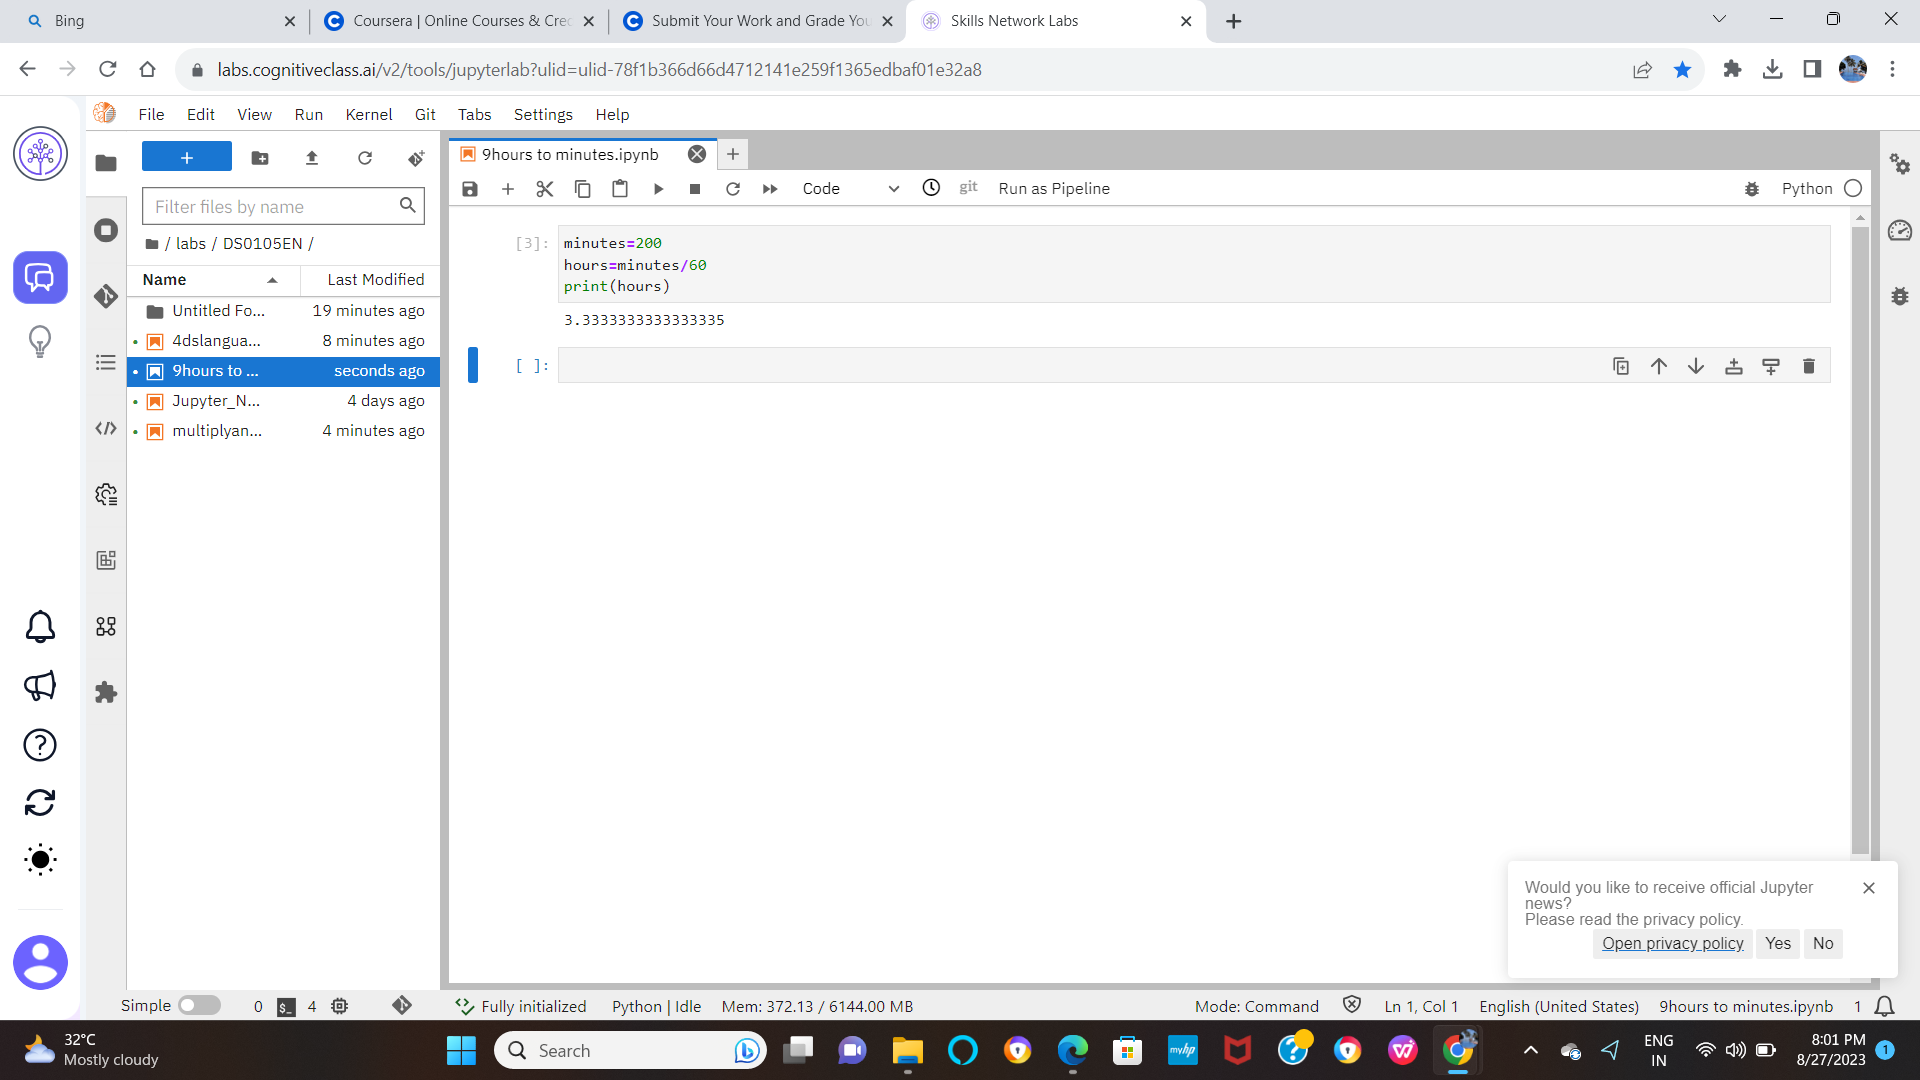 Bing
Coursera | Online Courses & Cre
Submit Your Work and Grade You
Skills Network Labs
labs.cognitiveclass.ai/v2/tools/jupyterlab?ulid=ulid-78f1b366d66d4712141e259f1365edbaf01e32a8
File Edit View Run Kernel Git Tabs Settings Help
9hours to minutes.ipynb
Code
git
Run as Pipeline
Python
Filter files by name
/ labs / DS0105EN /
Name Last Modified
Untitled Fo... 19 minutes ago
4dslangua... 8 minutes ago
9hours to ... seconds ago
Jupyter_N... 4 days ago
multiplyan... 4 minutes ago
[3]: minutes=200
hours=minutes/60
print(hours)
3.3333333333333335
[ ]:
Would you like to receive official Jupyter
news?
Please read the privacy policy.
Open privacy policy Yes No
Simple 0 $_ 4 Fully initialized Python | Idle Mem: 372.13 / 6144.00 MB Mode: Command Ln 1, Col 1 English (United States) 9hours to minutes.ipynb 1
32°C
Mostly cloudy
Search
myhp
ENG
IN
8:01 PM
8/27/2023
1